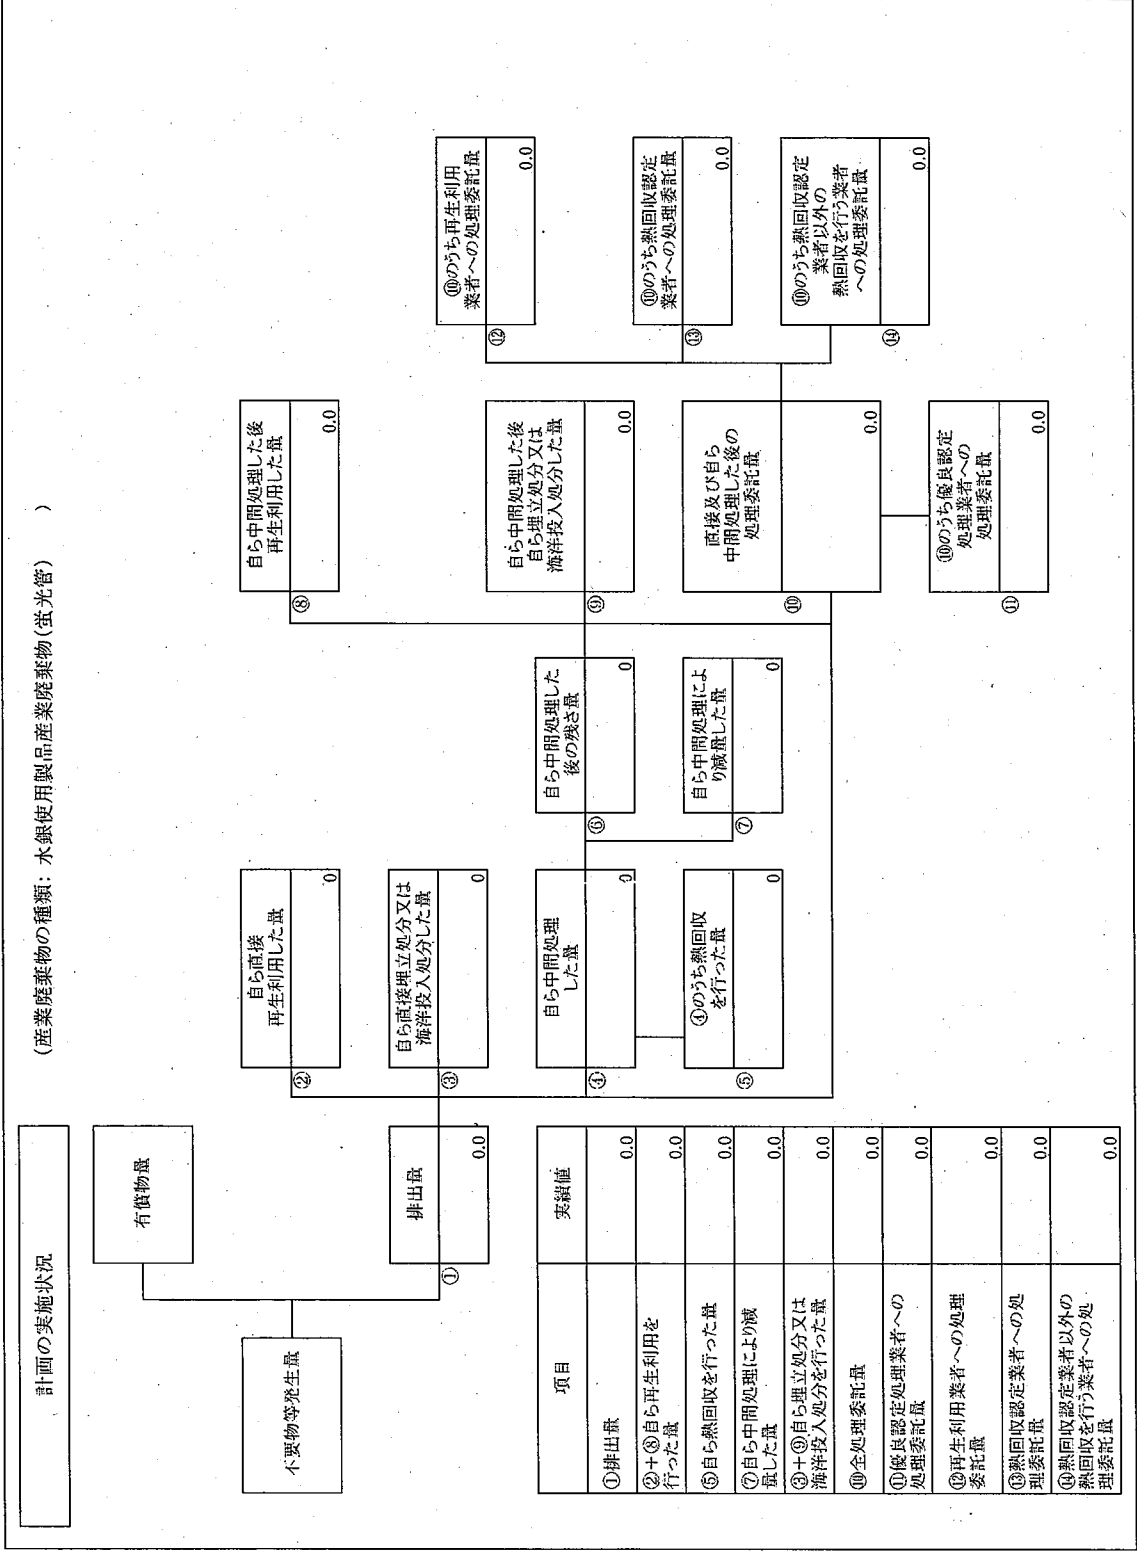 計画の実施状況
（産業廃棄物の種類：水銀使用製品産業廃棄物（蛍光管）　）
不要物等発生量
有償物量
排出量
①
0.0
自ら直接
再生利用した量
②
0
自ら直接埋立処分又は
海洋投入処分した量
③
0
自ら中間処理
した量
④
0
④のうち熱回収
を行った量
⑤
0
自ら中間処理した
後の残さ量
⑥
0
自ら中間処理によ
り減量した量
⑦
0
自ら中間処理した後
再生利用した量
⑧
0.0
自ら中間処理した後
自ら埋立処分又は
海洋投入処分した量
⑨
0.0
直接及び自ら
中間処理した後の
処理委託量
⑩
0.0
⑩のうち優良認定
処理業者への
処理委託量
⑪
0.0
⑩のうち再生利用
業者への処理委託量
⑫
0.0
⑩のうち熱回収認定
業者への処理委託量
⑬
0.0
⑩のうち熱回収認定
業者以外の
熱回収を行う業者
への処理委託量
⑭
0.0
項目 実績値
①排出量 0.0
②＋⑧自ら再生利用を
行った量 0.0
⑤自ら熱回収を行った量 0.0
⑦自ら中間処理により減
量した量 0.0
③＋⑨自ら埋立処分又は
海洋投入処分を行った量 0.0
⑩全処理委託量 0.0
⑪優良認定処理業者への
処理委託量 0.0
⑫再生利用業者への処理
委託量 0.0
⑬熱回収認定業者への処
理委託量 0.0
⑭熱回収認定業者以外の
熱回収を行う業者への処
理委託量 0.0